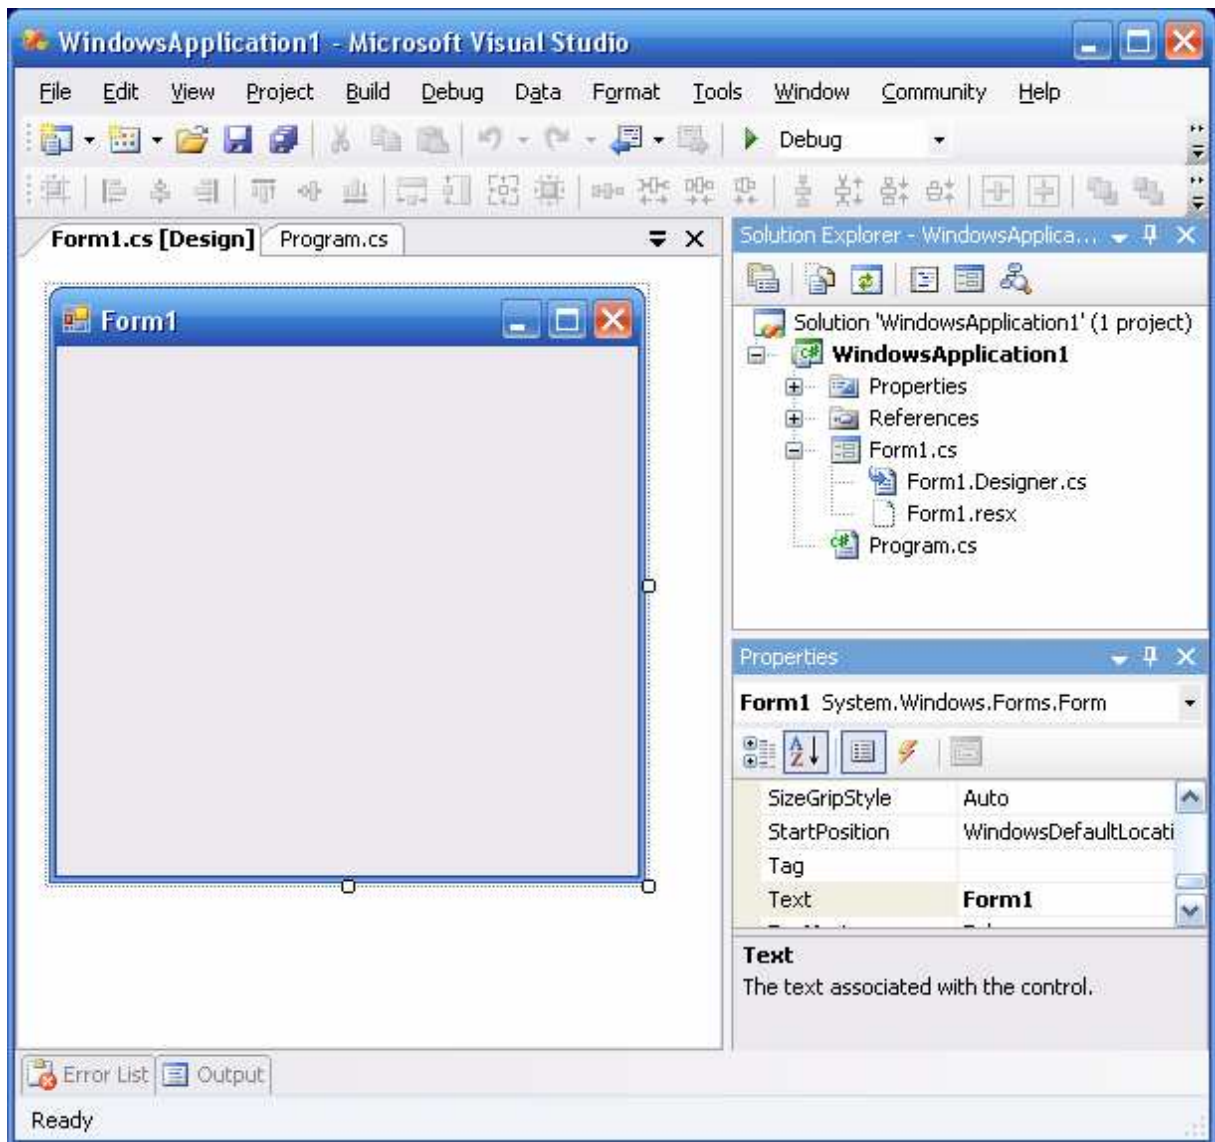 WindowsApplication1 - Microsoft Visual Studio
File Edit View Project Build Debug Data Format Tools Window Community Help
Debug
Form1.cs [Design] Program.cs
Form1
Solution Explorer - WindowsApplica...
Solution 'WindowsApplication1' (1 project)
WindowsApplication1
Properties
References
Form1.cs
Form1.Designer.cs
Form1.resx
Program.cs
Properties
Form1 System.Windows.Forms.Form
SizeGripStyle Auto
StartPosition WindowsDefaultLocati
Tag
Text Form1
Text
The text associated with the control.
Error List Output
Ready